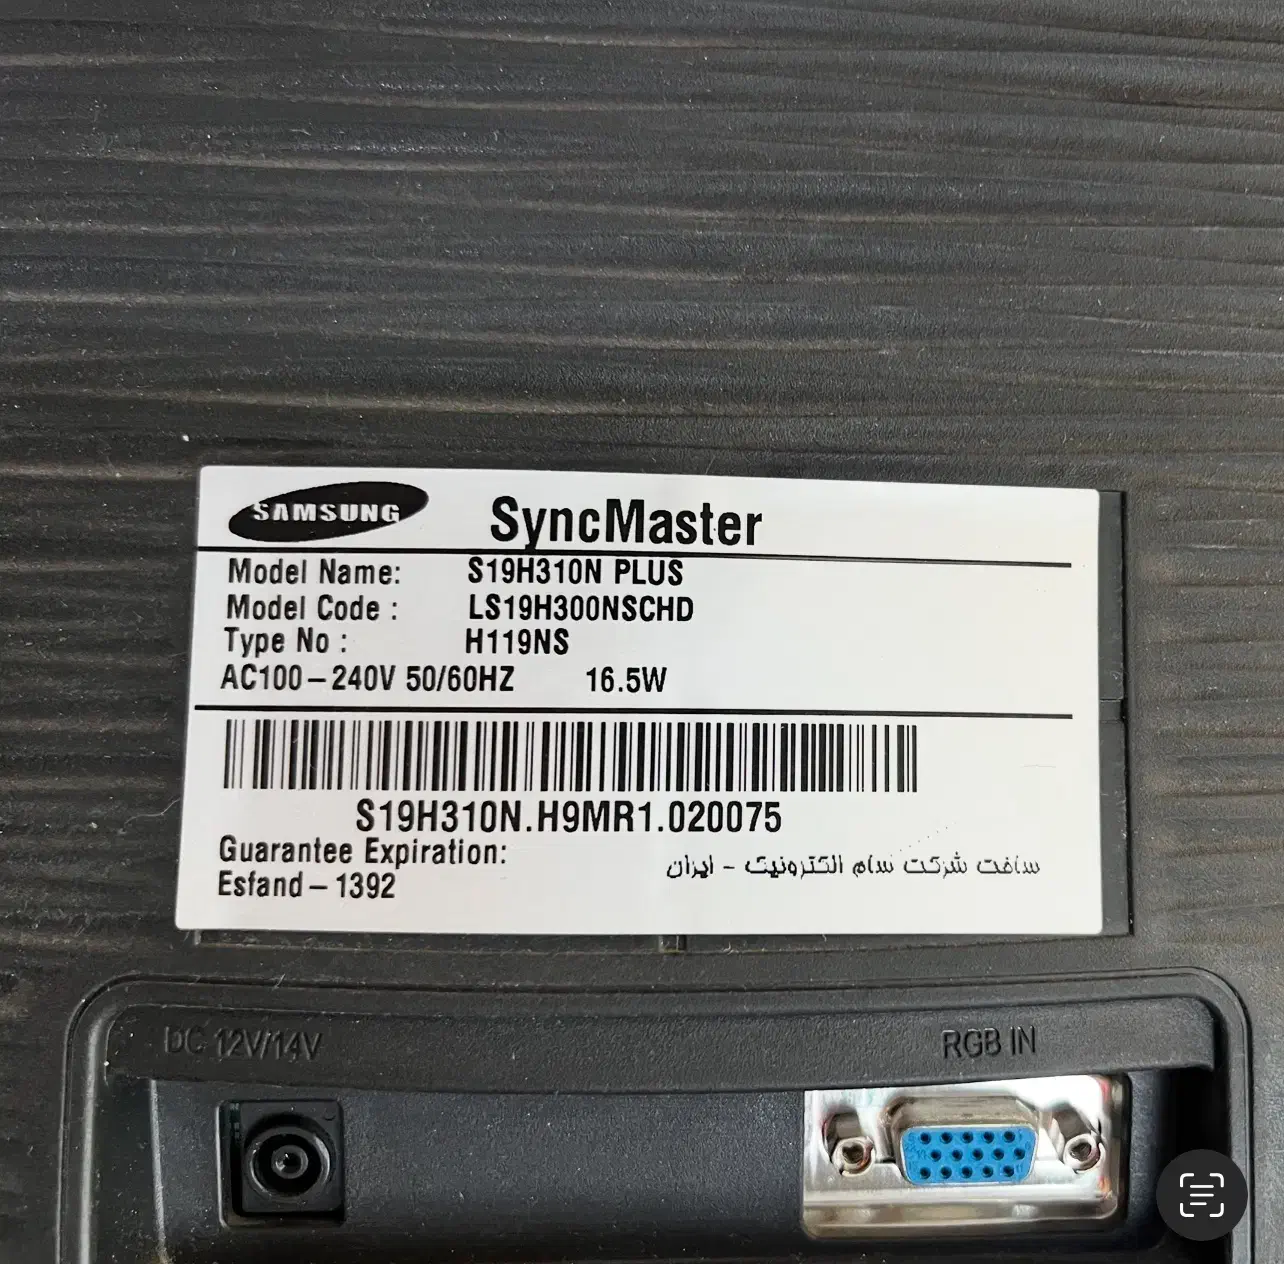 SAMSUNG SyncMaster
Model Name: S19H310N PLUS
Model Code : LS19H300NSCHD
Type No : H119NS
AC100-240V 50/60HZ 16.5W
S19H310N.H9MR1.020075
Guarantee Expiration:
Esfand-1392
ساخت شرکت سام الکترونیک - ایران
DC 12V/14V
RGB IN